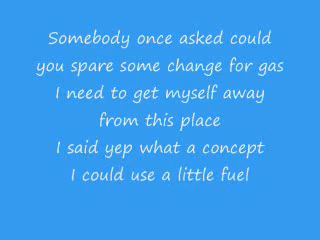 Somebody once asked could
you spare some change for gas
I need to get myself away
from this place
I said yep what a concept
I could use a little fuel